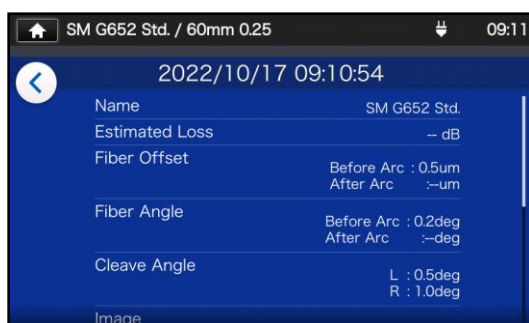 SM G652 Std. / 60mm 0.25 09:11
2022/10/17 09:10:54
Name SM G652 Std.
Estimated Loss -- dB
Fiber Offset
Before Arc : 0.5um
After Arc :--um
Fiber Angle
Before Arc : 0.2deg
After Arc :--deg
Cleave Angle
L : 0.5deg
R : 1.0deg
Image